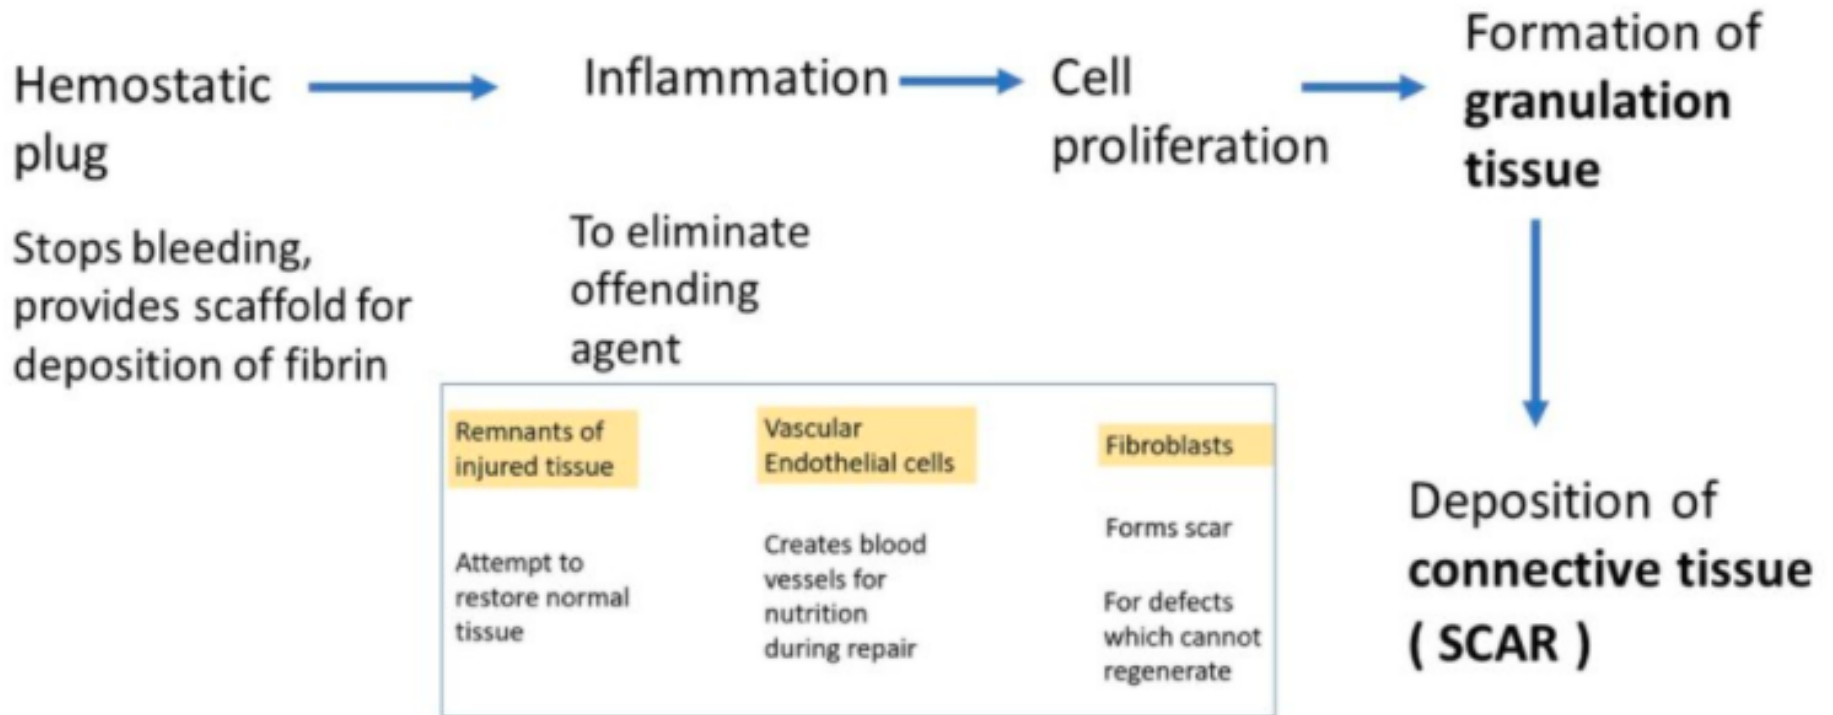 Hemostatic
plug
Stops bleeding,
provides scaffold for
deposition of fibrin
Inflammation
To eliminate
offending
agent
Cell
proliferation
Formation of
granulation
tissue
Remnants of
injured tissue
Attempt to
restore normal
tissue
Vascular
Endothelial cells
Creates blood
vessels for
nutrition
during repair
Fibroblasts
Forms scar
For defects
which cannot
regenerate
Deposition of
connective tissue
( SCAR )